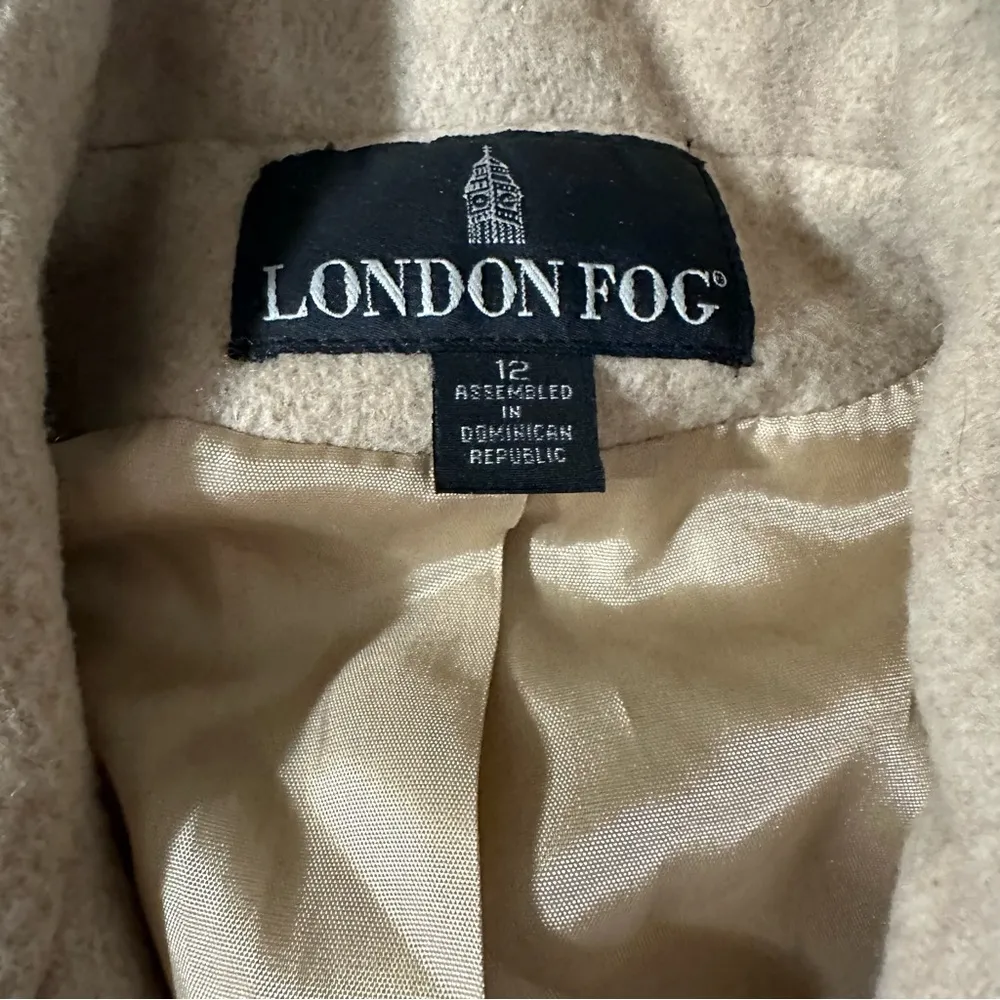 LONDON FOG®
12
ASSEMBLED
IN
DOMINICAN
REPUBLIC